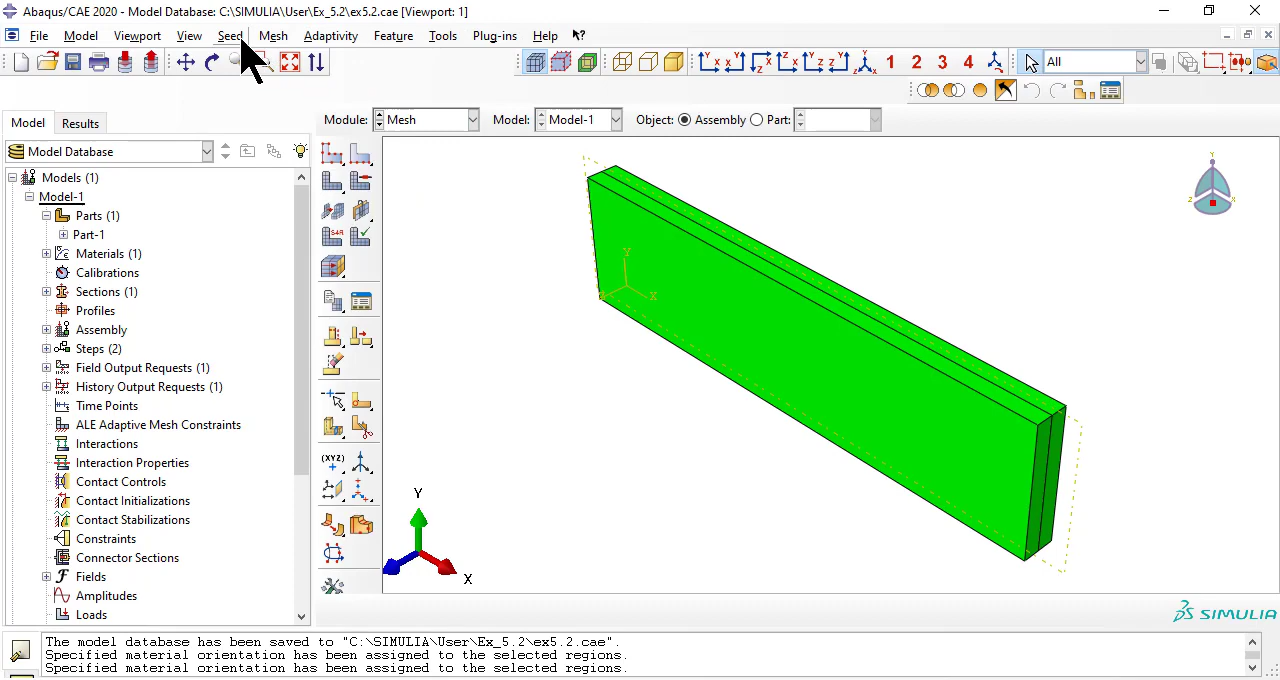 Abaqus/CAE 2020 - Model Database: C:\SIMULIA\User\Ex_5.2\ex5.2.cae [Viewport: 1]
File Model Viewport View Seed Mesh Adaptivity Feature Tools Plug-ins Help
1 2 3 4 All
Model Results
Module: Mesh Model: Model-1 Object: Assembly Part:
Model Database
Models (1)
Model-1
Parts (1)
Part-1
Materials (1)
Calibrations
Sections (1)
Profiles
Assembly
Steps (2)
Field Output Requests (1)
History Output Requests (1)
Time Points
ALE Adaptive Mesh Constraints
Interactions
Interaction Properties
Contact Controls
Contact Initializations
Contact Stabilizations
Constraints
Connector Sections
Fields
Amplitudes
Loads
S4R
(XYZ)
Y
X
Y
X
Y
Z
X
SIMULIA
The model database has been saved to "C:\SIMULIA\User\Ex_5.2\ex5.2.cae".
Specified material orientation has been assigned to the selected regions.
Specified material orientation has been assigned to the selected regions.